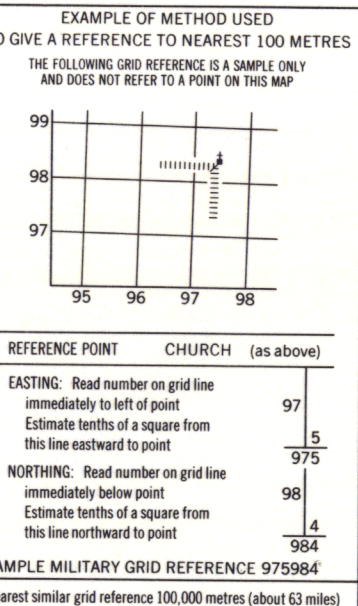 EXAMPLE OF METHOD USED
O GIVE A REFERENCE TO NEAREST 100 METRES
THE FOLLOWING GRID REFERENCE IS A SAMPLE ONLY
AND DOES NOT REFER TO A POINT ON THIS MAP
99
98
97
95 96 97 98
REFERENCE POINT CHURCH (as above)
EASTING: Read number on grid line
immediately to left of point 97
Estimate tenths of a square from
this line eastward to point 5
975
NORTHING: Read number on grid line
immediately below point 98
Estimate tenths of a square from
this line northward to point 4
984
AMPLE MILITARY GRID REFERENCE 975984
earest similar grid reference 100,000 metres (about 63 miles)